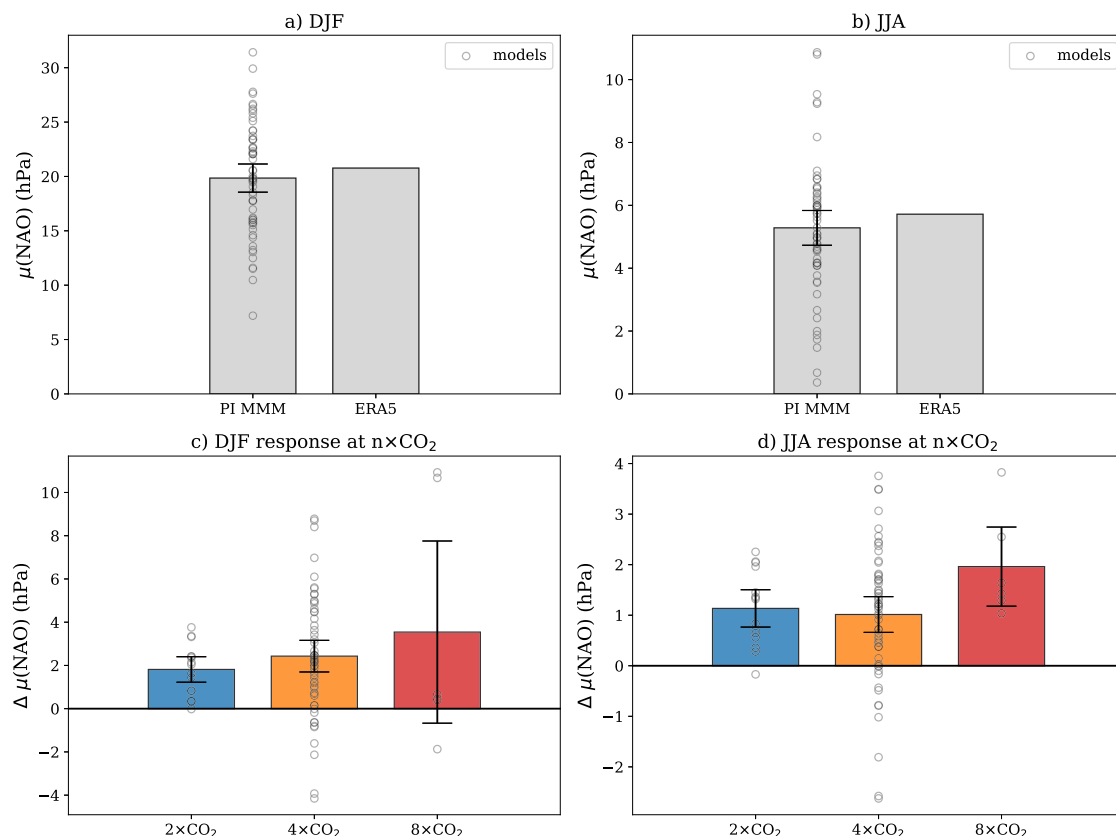 a) DJF
models
μ(NAO) (hPa)
30
25
20
15
10
5
0
PI MMM
ERA5
b) JJA
models
μ(NAO) (hPa)
10
8
6
4
2
0
PI MMM
ERA5
c) DJF response at n×CO₂
Δ μ(NAO) (hPa)
10
8
6
4
2
0
−2
−4
2×CO₂
4×CO₂
8×CO₂
d) JJA response at n×CO₂
Δ μ(NAO) (hPa)
4
3
2
1
0
−1
−2
2×CO₂
4×CO₂
8×CO₂